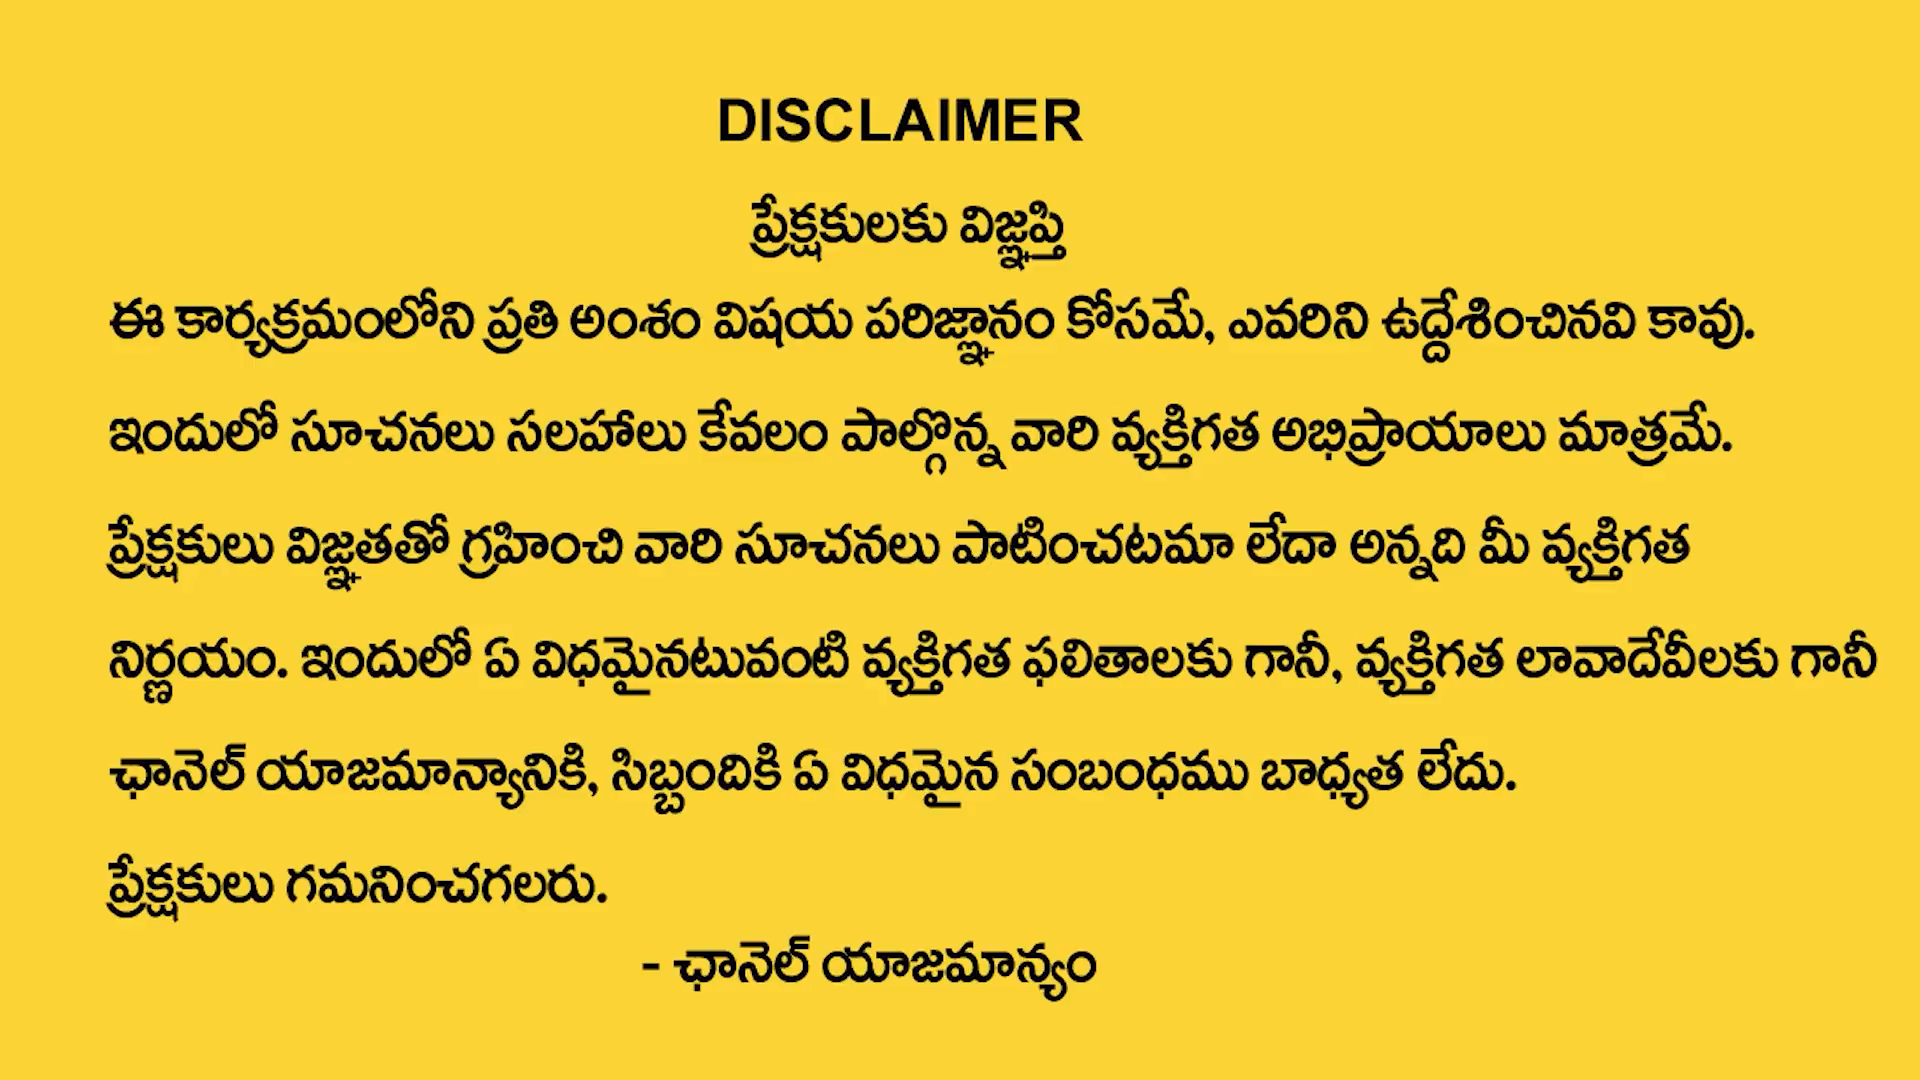 DISCLAIMER
ప్రేక్షకులకు విజ్ఞప్తి
ఈ కార్యక్రమంలోని ప్రతి అంశం విషయ పరిజ్ఞానం కోసమే, ఎవరిని ఉద్దేశించినవి కావు.
ఇందులో సూచనలు సలహాలు కేవలం పాల్గొన్న వారి వ్యక్తిగత అభిప్రాయాలు మాత్రమే.
ప్రేక్షకులు విజ్ఞతతో గ్రహించి వారి సూచనలు పాటించటమా లేదా అన్నది మీ వ్యక్తిగత
నిర్ణయం. ఇందులో ఏ విధమైనటువంటి వ్యక్తిగత ఫలితాలకు గానీ, వ్యక్తిగత లావాదేవీలకు గానీ
ఛానెల్ యాజమాన్యానికి, సిబ్బందికి ఏ విధమైన సంబంధము బాధ్యత లేదు.
ప్రేక్షకులు గమనించగలరు.
- ఛానెల్ యాజమాన్యం